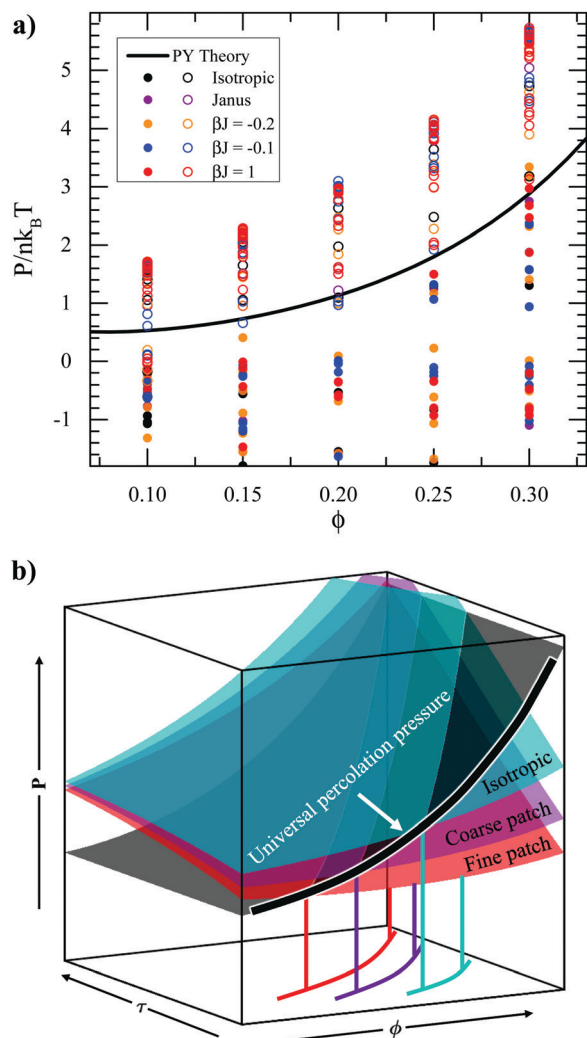 a)
5
4
3
2
1
0
-1
P/nkBT
PY Theory
Isotropic
Janus
βJ = -0.2
βJ = -0.1
βJ = 1
0.10 0.15 0.20 0.25 0.30
ϕ
b)
P
Universal percolation pressure
Isotropic
Coarse patch
Fine patch
τ
ϕ